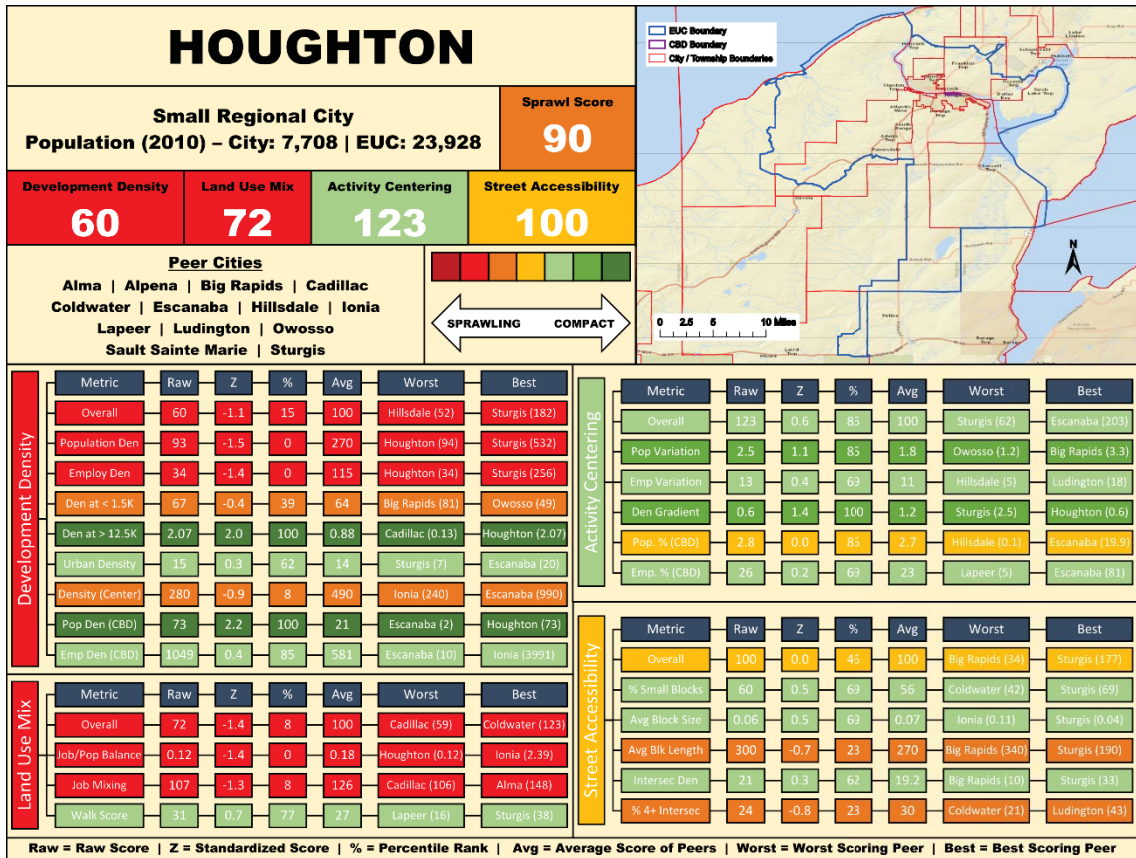 HOUGHTON
Small Regional City
Population (2010) – City: 7,708 | EUC: 23,928
Sprawl Score
90
Development Density
60
Land Use Mix
72
Activity Centering
123
Street Accessibility
100
Peer Cities
Alma | Alpena | Big Rapids | Cadillac
Coldwater | Escanaba | Hillsdale | Ionia
Lapeer | Ludington | Owosso
Sault Sainte Marie | Sturgis
SPRAWLING COMPACT
EUC Boundary
CBD Boundary
City / Township Boundaries
N
0 2.5 5 10 Miles
Development Density
Metric Raw Z % Avg Worst Best
Overall 60 -1.1 15 100 Hillsdale (52) Sturgis (182)
Population Den 93 -1.5 0 270 Houghton (94) Sturgis (532)
Employ Den 34 -1.4 0 115 Houghton (34) Sturgis (256)
Den at < 1.5K 67 -0.4 39 64 Big Rapids (81) Owosso (49)
Den at > 12.5K 2.07 2.0 100 0.88 Cadillac (0.13) Houghton (2.07)
Urban Density 15 0.3 62 14 Sturgis (7) Escanaba (20)
Density (Center) 280 -0.9 8 490 Ionia (240) Escanaba (990)
Pop Den (CBD) 73 2.2 100 21 Escanaba (2) Houghton (73)
Emp Den (CBD) 1049 0.4 85 581 Escanaba (10) Ionia (3991)
Land Use Mix
Metric Raw Z % Avg Worst Best
Overall 72 -1.4 8 100 Cadillac (59) Coldwater (123)
Job/Pop Balance 0.12 -1.4 0 0.18 Houghton (0.12) Ionia (2.39)
Job Mixing 107 -1.3 8 126 Cadillac (106) Alma (148)
Walk Score 31 0.7 77 27 Lapeer (16) Sturgis (38)
Activity Centering
Metric Raw Z % Avg Worst Best
Overall 123 0.6 85 100 Sturgis (62) Escanaba (203)
Pop Variation 2.5 1.1 85 1.8 Owosso (1.2) Big Rapids (3.3)
Emp Variation 13 0.4 69 11 Hillsdale (5) Ludington (18)
Den Gradient 0.6 1.4 100 1.2 Sturgis (2.5) Houghton (0.6)
Pop. % (CBD) 2.8 0.0 85 2.7 Hillsdale (0.1) Escanaba (19.9)
Emp. % (CBD) 26 0.2 69 23 Lapeer (5) Escanaba (81)
Street Accessibility
Metric Raw Z % Avg Worst Best
Overall 100 0.0 46 100 Big Rapids (34) Sturgis (177)
% Small Blocks 60 0.5 69 56 Coldwater (42) Sturgis (69)
Avg Block Size 0.06 0.5 69 0.07 Ionia (0.11) Sturgis (0.04)
Avg Blk Length 300 -0.7 23 270 Big Rapids (340) Sturgis (190)
Intersec Den 21 0.3 62 19.2 Big Rapids (10) Sturgis (33)
% 4+ Intersec 24 -0.8 23 30 Coldwater (21) Ludington (43)
Raw = Raw Score | Z = Standardized Score | % = Percentile Rank | Avg = Average Score of Peers | Worst = Worst Scoring Peer | Best = Best Scoring Peer